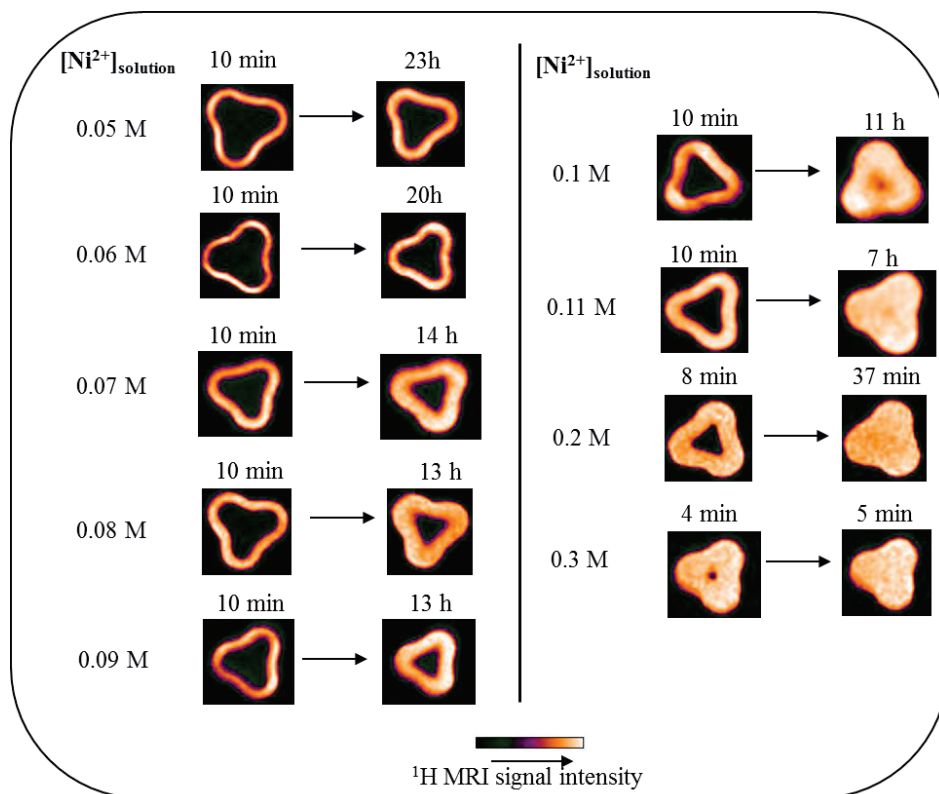 [Ni²⁺]solution
10 min
23h
0.05 M
10 min
20h
0.06 M
10 min
14 h
0.07 M
10 min
13 h
0.08 M
10 min
13 h
0.09 M
[Ni²⁺]solution
10 min
11 h
0.1 M
10 min
7 h
0.11 M
8 min
37 min
0.2 M
4 min
5 min
0.3 M
¹H MRI signal intensity